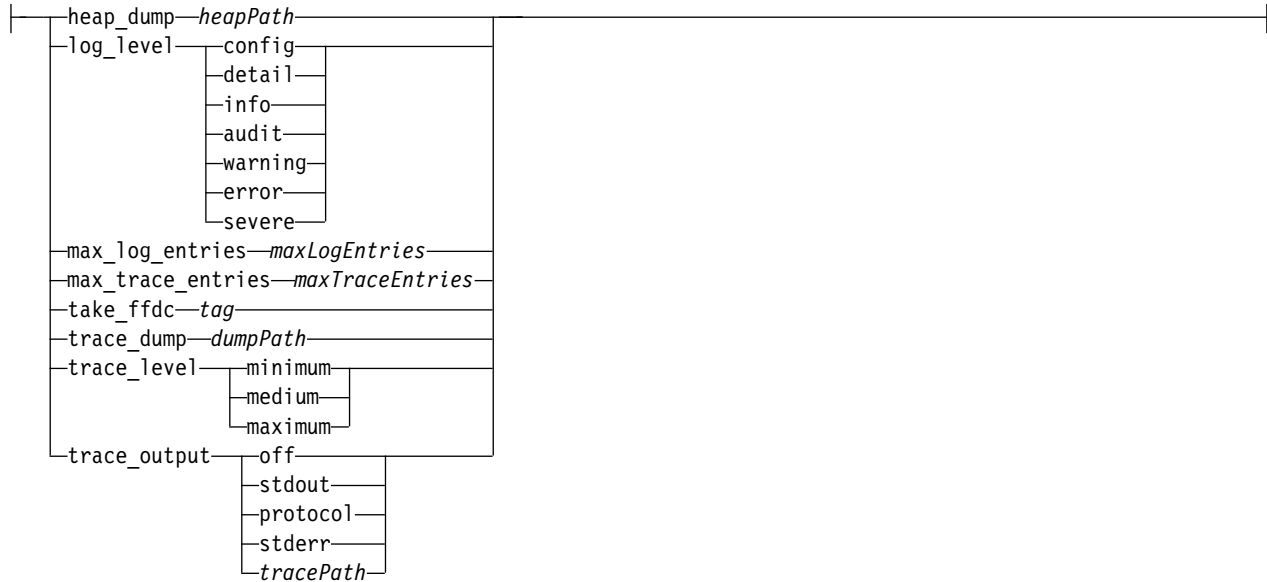 heap_dump heapPath
log_level config
detail
info
audit
warning
error
severe
max_log_entries maxLogEntries
max_trace_entries maxTraceEntries
take_ffdc tag
trace_dump dumpPath
trace_level minimum
medium
maximum
trace_output off
stdout
protocol
stderr
tracePath